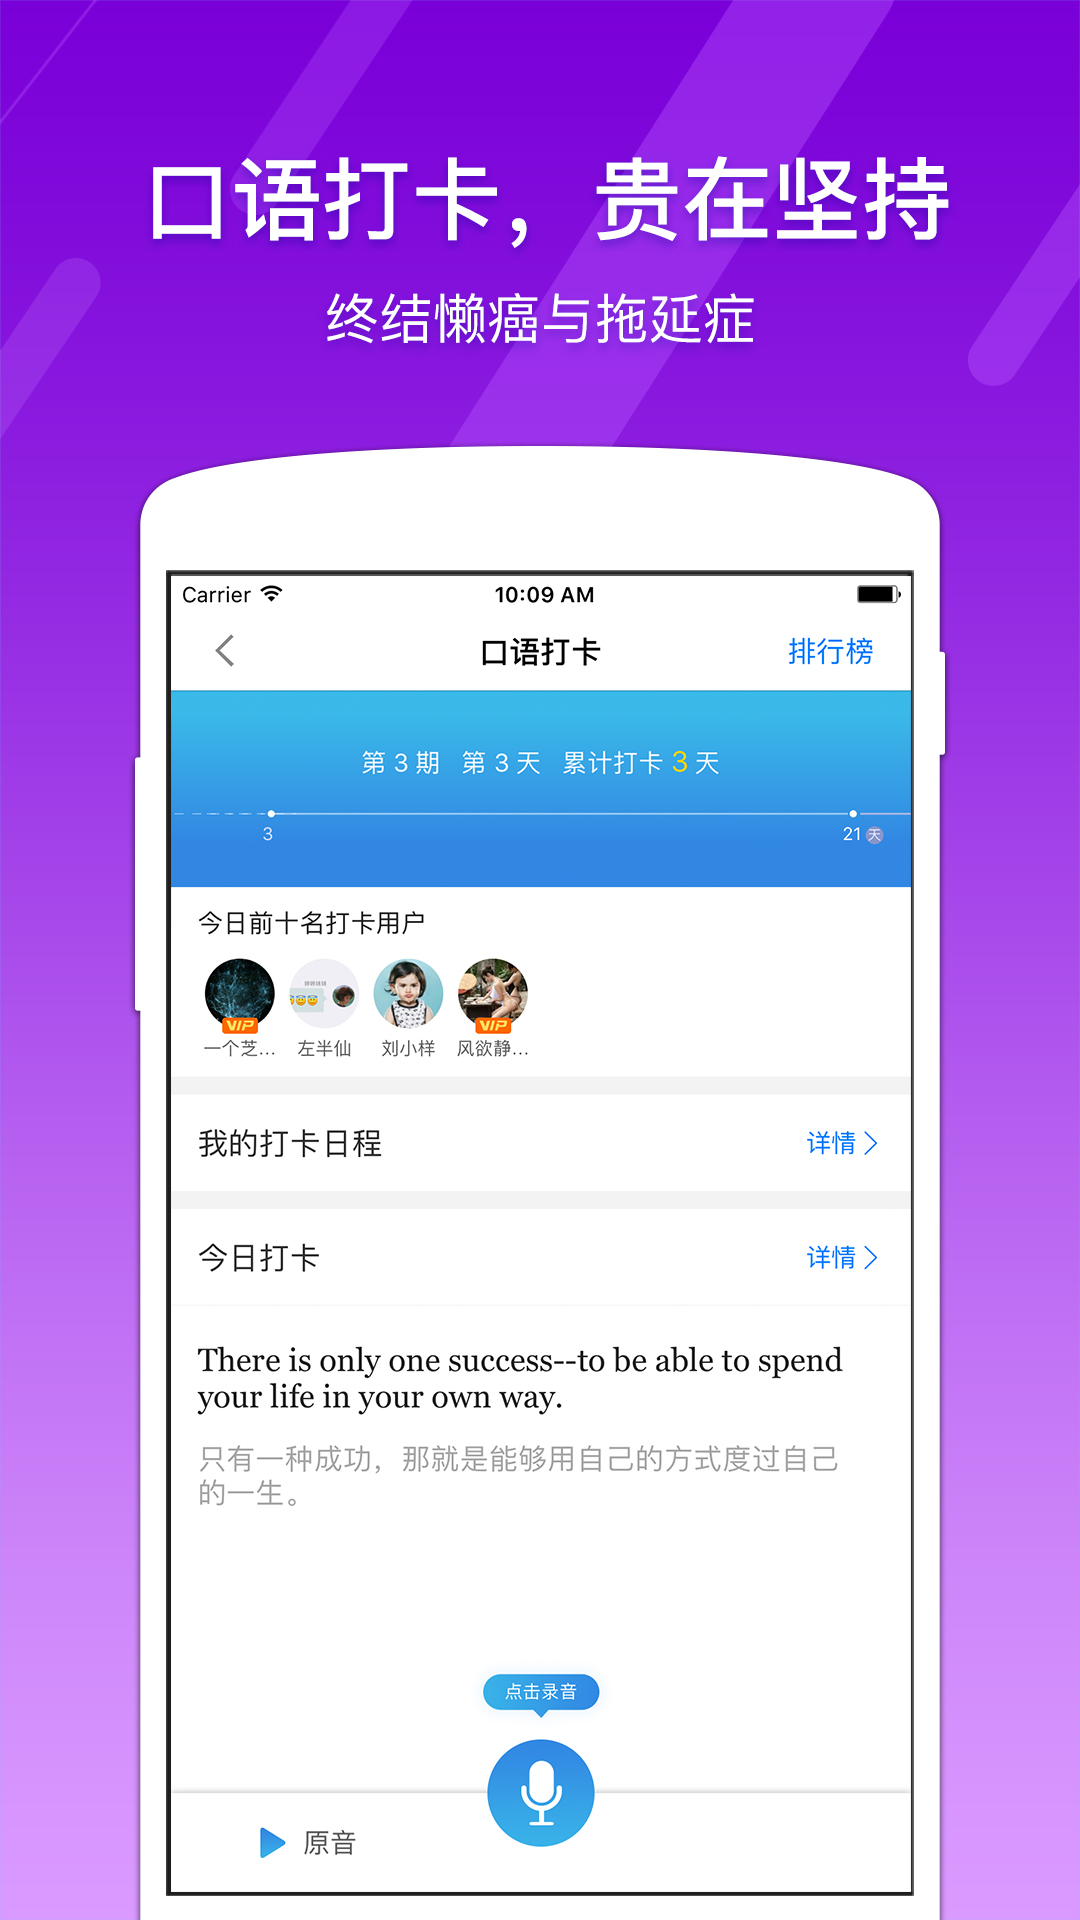 口语打卡，贵在坚持
终结懒癌与拖延症
Carrier 10:09 AM
口语打卡 排行榜
第 3 期 第 3 天 累计打卡 3 天
3 21 天
今日前十名打卡用户
VIP VIP
一个芝... 左半仙 刘小样 风欲静...
我的打卡日程 详情
今日打卡 详情
There is only one success--to be able to spend
your life in your own way.
只有一种成功，那就是能够用自己的方式度过自己
的一生。
点击录音
原音